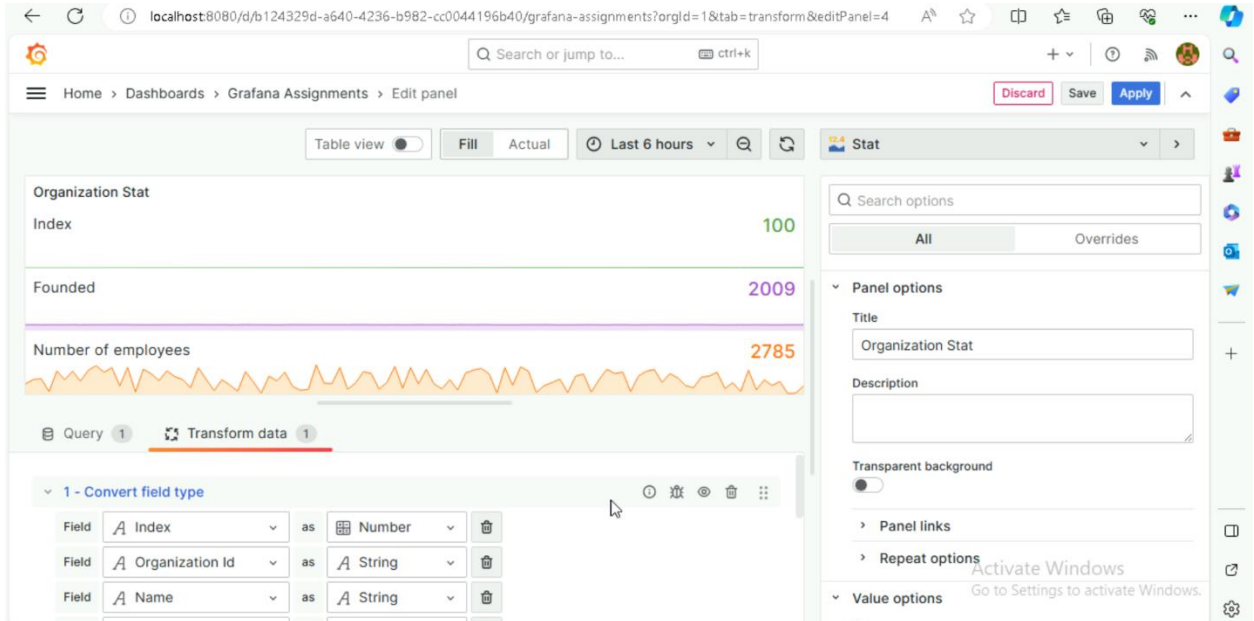 localhost:8080/d/b124329d-a640-4236-b982-cc0044196b40/grafana-assignments?orgId=1&tab=transform&editPanel=4
Search or jump to... ctrl+k
Home › Dashboards › Grafana Assignments › Edit panel Discard Save Apply
Table view Fill Actual Last 6 hours 12.4 Stat
Organization Stat
Index 100
Founded 2009
Number of employees 2785
Query 1 Transform data 1
1 - Convert field type
Field Index as Number
Field Organization Id as String
Field Name as String
Search options
All Overrides
Panel options
Title
Organization Stat
Description
Transparent background
Panel links
Repeat options
Value options
Activate Windows
Go to Settings to activate Windows.